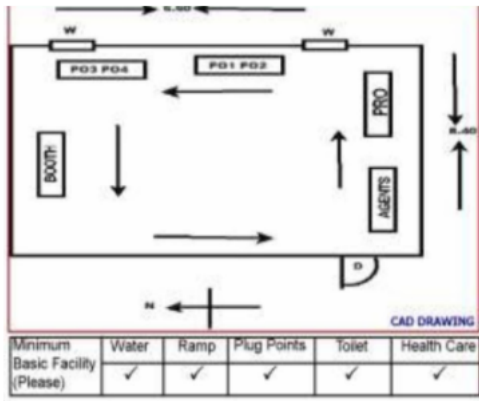 W
W
PO3 PO4
PO1 PO2
PRO
BOOTH
AGENTS
D
N
CAD DRAWING
Minimum Basic Facility (Please)
Water
Ramp
Plug Points
Toilet
Health Care
✓ ✓ ✓ ✓ ✓